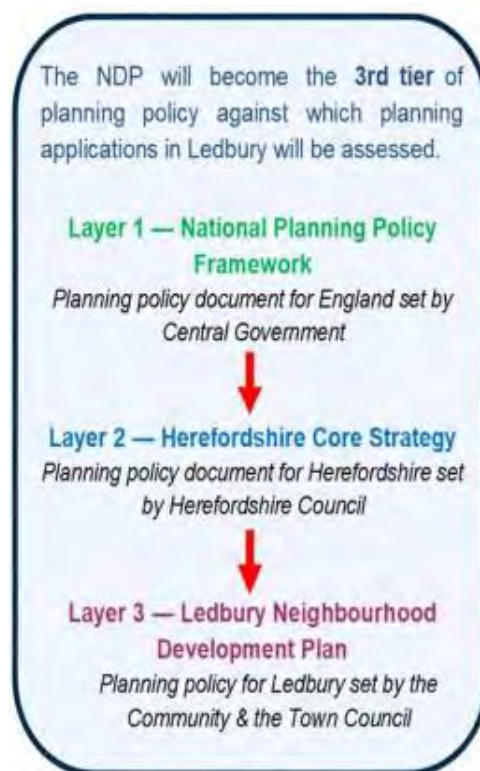 The NDP will become the 3rd tier of
planning policy against which planning
applications in Ledbury will be assessed.
Layer 1 — National Planning Policy
Framework
Planning policy document for England set by
Central Government
Layer 2 — Herefordshire Core Strategy
Planning policy document for Herefordshire set
by Herefordshire Council
Layer 3 — Ledbury Neighbourhood
Development Plan
Planning policy for Ledbury set by the
Community & the Town Council